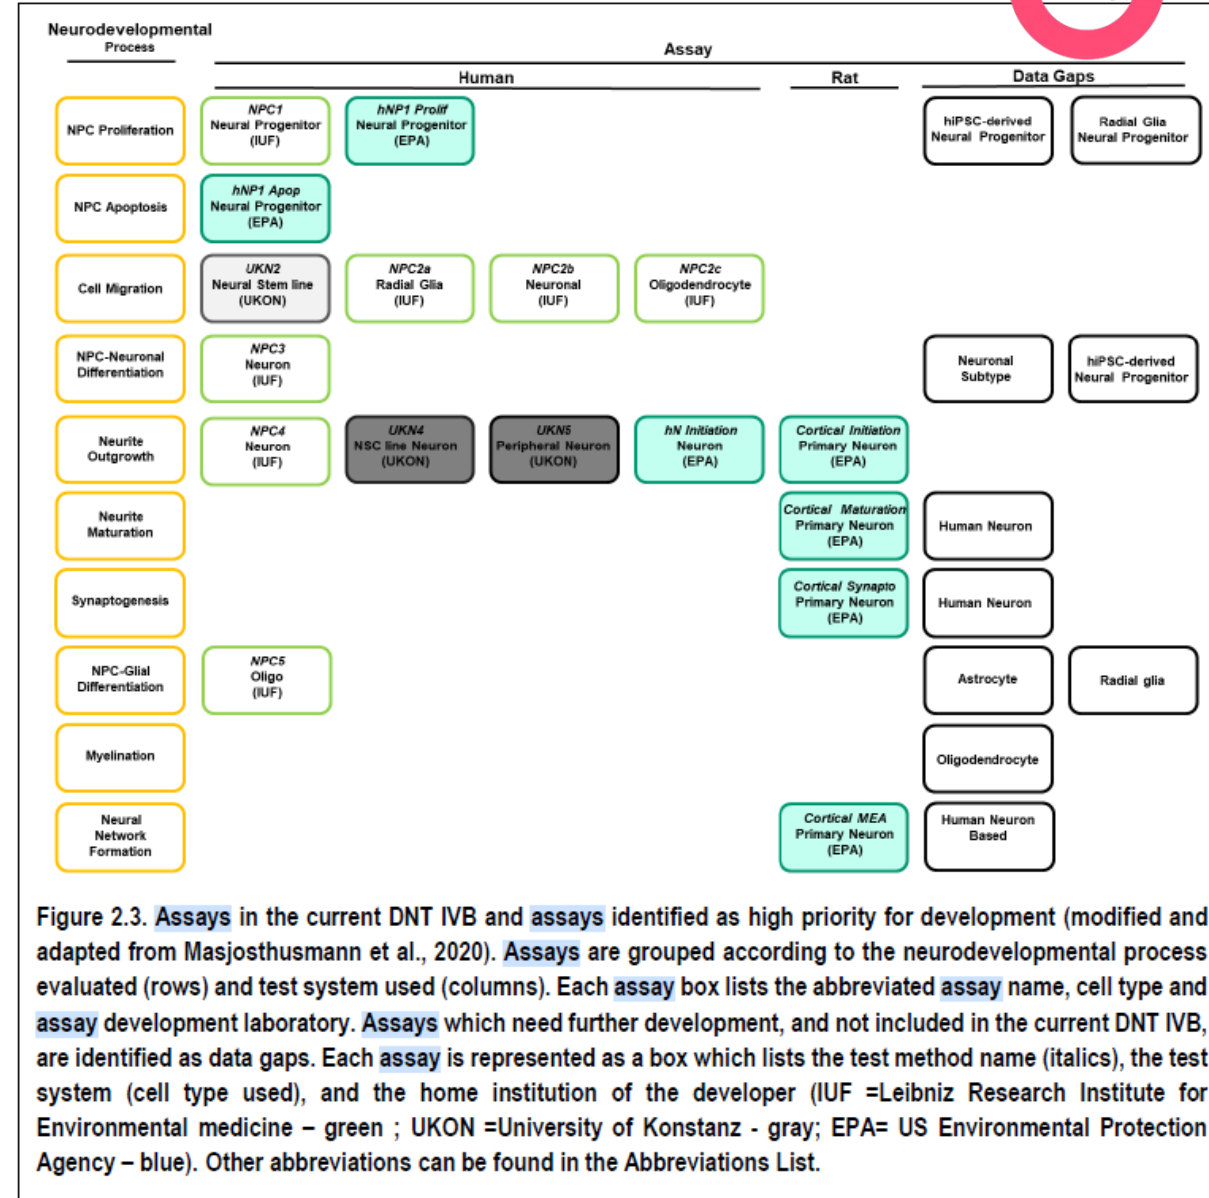 Neurodevelopmental
Process
Assay
Human
Rat
Data Gaps
NPC Proliferation
NPC1
Neural Progenitor
(IUF)
hNP1 Prolif
Neural Progenitor
(EPA)
hiPSC-derived
Neural Progenitor
Radial Glia
Neural Progenitor
NPC Apoptosis
hNP1 Apop
Neural Progenitor
(EPA)
Cell Migration
UKN2
Neural Stem line
(UKON)
NPC2a
Radial Glia
(IUF)
NPC2b
Neuronal
(IUF)
NPC2c
Oligodendrocyte
(IUF)
NPC-Neuronal
Differentiation
NPC3
Neuron
(IUF)
Neuronal
Subtype
hiPSC-derived
Neural Progenitor
Neurite
Outgrowth
NPC4
Neuron
(IUF)
UKN4
NSC line Neuron
(UKON)
UKN5
Peripheral Neuron
(UKON)
hN Initiation
Neuron
(EPA)
Cortical Initiation
Primary Neuron
(EPA)
Neurite
Maturation
Cortical Maturation
Primary Neuron
(EPA)
Human Neuron
Synaptogenesis
Cortical Synapto
Primary Neuron
(EPA)
Human Neuron
NPC-Glial
Differentiation
NPC5
Oligo
(IUF)
Astrocyte
Radial glia
Myelination
Oligodendrocyte
Neural
Network
Formation
Cortical MEA
Primary Neuron
(EPA)
Human Neuron
Based
Figure 2.3. Assays in the current DNT IVB and assays identified as high priority for development (modified and
adapted from Masjosthusmann et al., 2020). Assays are grouped according to the neurodevelopmental process
evaluated (rows) and test system used (columns). Each assay box lists the abbreviated assay name, cell type and
assay development laboratory. Assays which need further development, and not included in the current DNT IVB,
are identified as data gaps. Each assay is represented as a box which lists the test method name (italics), the test
system (cell type used), and the home institution of the developer (IUF =Leibniz Research Institute for
Environmental medicine – green ; UKON =University of Konstanz - gray; EPA= US Environmental Protection
Agency – blue). Other abbreviations can be found in the Abbreviations List.